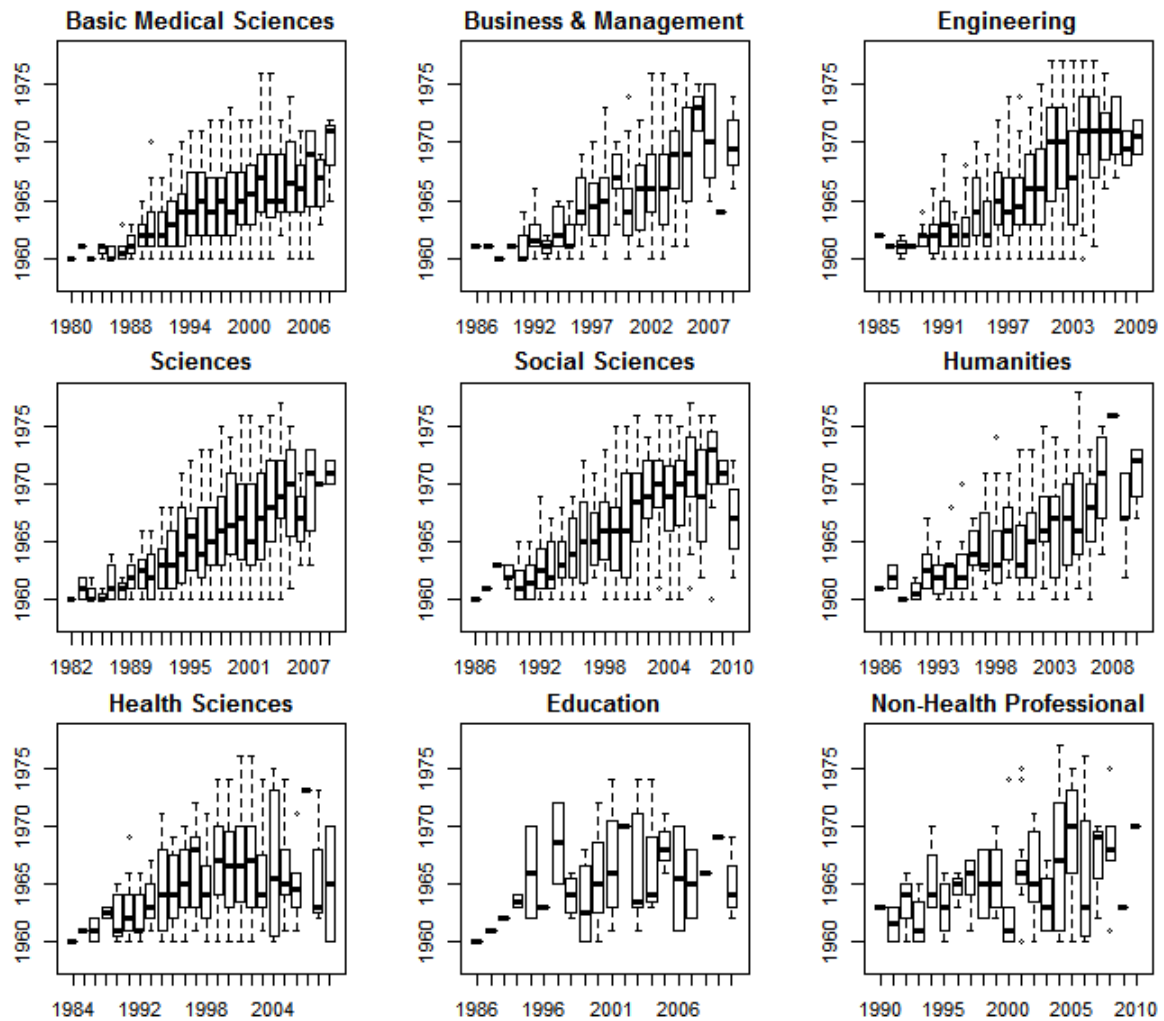 Basic Medical Sciences
1960 1965 1970 1975
1980 1988 1994 2000 2006
Business & Management
1960 1965 1970 1975
1986 1992 1997 2002 2007
Engineering
1960 1965 1970 1975
1985 1991 1997 2003 2009
Sciences
1960 1965 1970 1975
1982 1989 1995 2001 2007
Social Sciences
1960 1965 1970 1975
1986 1992 1998 2004 2010
Humanities
1960 1965 1970 1975
1986 1993 1998 2003 2008
Health Sciences
1960 1965 1970 1975
1984 1992 1998 2004
Education
1960 1965 1970 1975
1986 1996 2001 2006
Non-Health Professional
1960 1965 1970 1975
1990 1995 2000 2005 2010